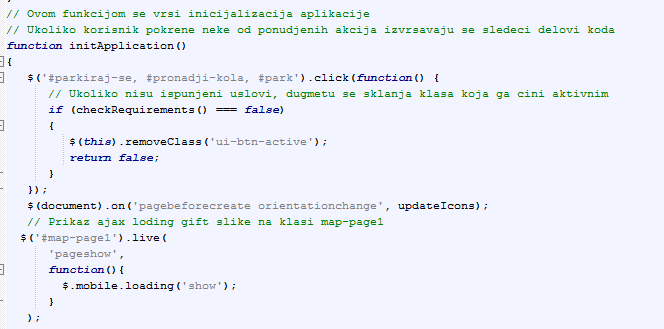 // Ovom funkcijom se vrsi inicijalizacija aplikacije
// Ukoliko korisnik pokrene neke od ponudjenih akcija izvrsavaju se sledeci delovi koda
function initApplication()
{
$('#parkiraj-se, #pronadji-kola, #park').click(function() {
// Ukoliko nisu ispunjeni uslovi, dugmetu se sklanja klasa koja ga cini aktivnim
if (checkRequirements() === false)
{
$(this).removeClass('ui-btn-active');
return false;
}
});
$(document).on('pagebeforecreate orientationchange', updateIcons);
// Prikaz ajax loding gift slike na klasi map-page1
$('#map-page1').live(
'pageshow',
function(){
$.mobile.loading('show');
}
);